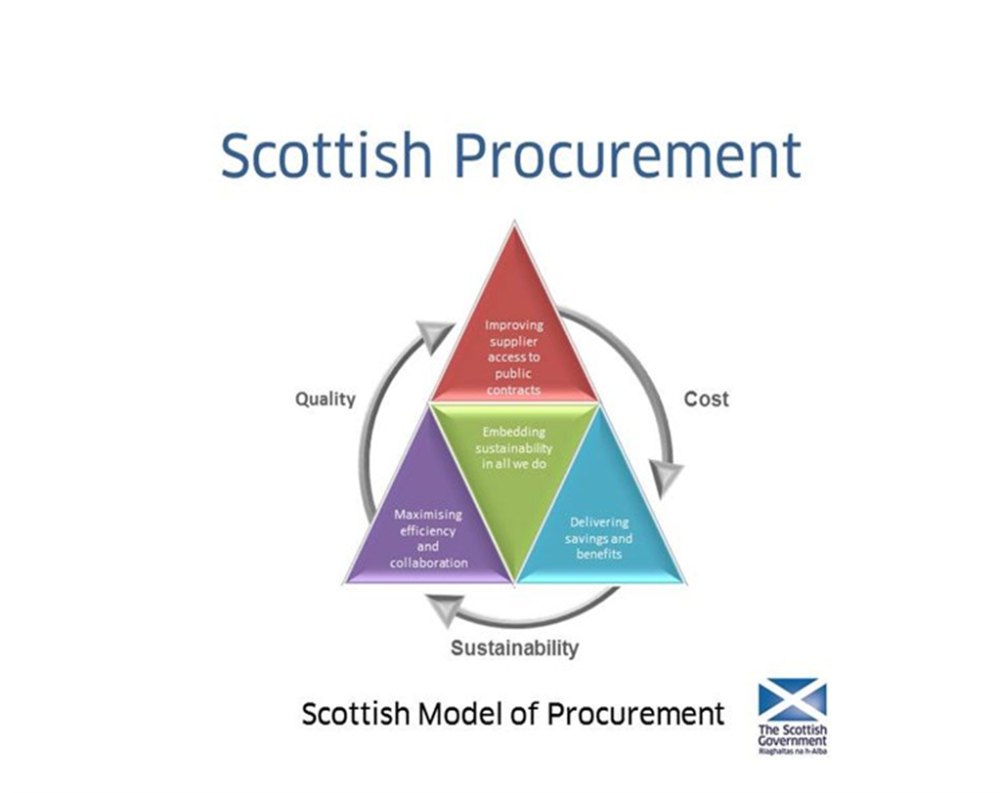 Scottish Procurement
Improving
supplier
access to
public
contracts
Quality
Cost
Embedding
sustainability
in all we do
Maximising
efficiency
and
collaboration
Delivering
savings and
benefits
Sustainability
Scottish Model of Procurement
The Scottish
Government
Riaghaltas na h-Alba